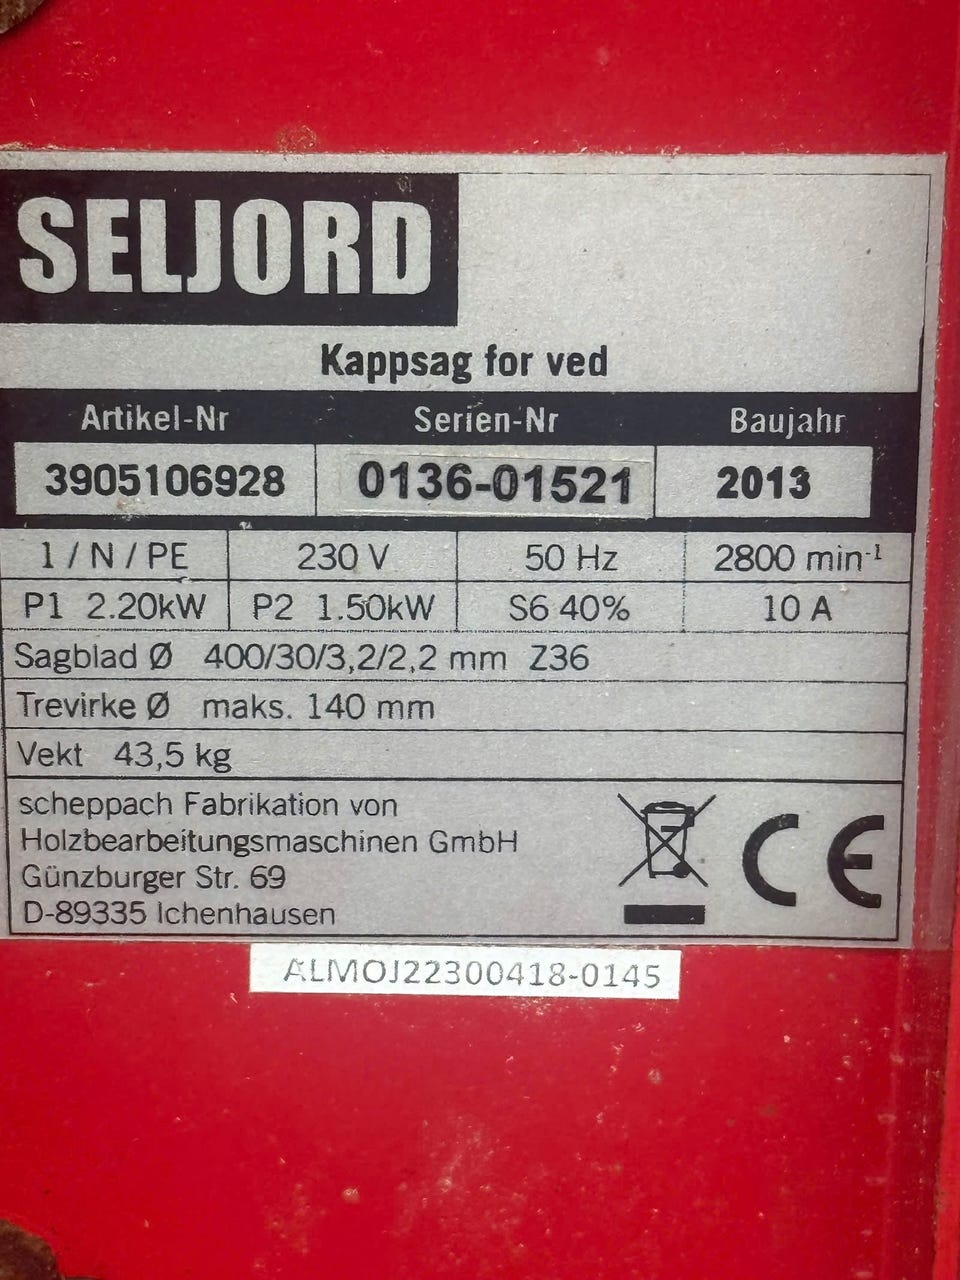 SELJORD
Kappsag for ved
Artikel-Nr Serien-Nr Baujahr
3905106928 0136-01521 2013
1 / N / PE 230 V 50 Hz 2800 min⁻¹
P1 2.20kW P2 1.50kW S6 40% 10 A
Sagblad Ø 400/30/3,2/2,2 mm Z36
Trevirke Ø maks. 140 mm
Vekt 43,5 kg
scheppach Fabrikation von
Holzbearbeitungsmaschinen GmbH
Günzburger Str. 69
D-89335 Ichenhausen
CE
ALMOJ22300418-0145